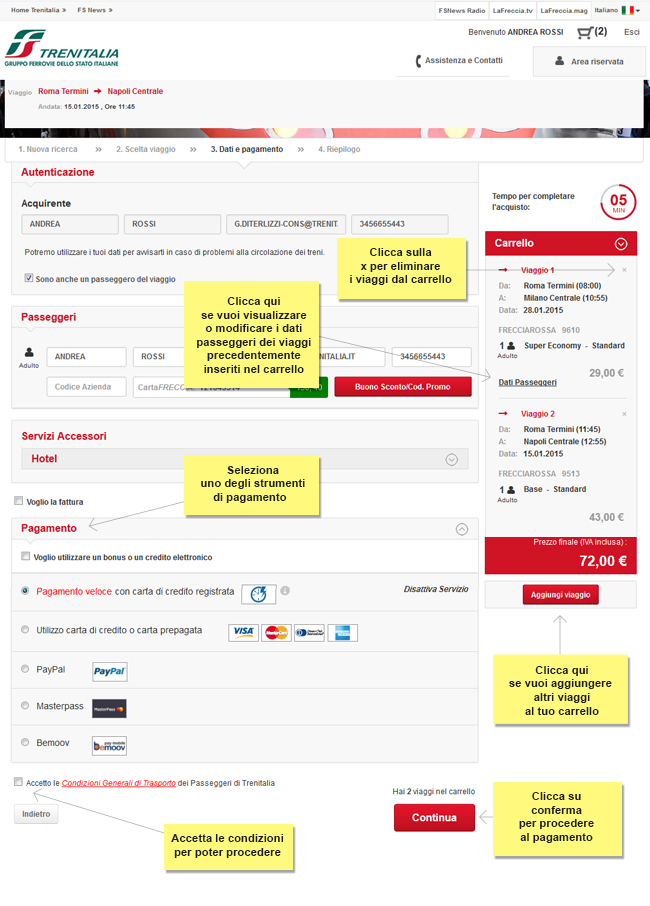 Home Trenitalia »
FS News »
FSNews Radio
LaFreccia.tv
LaFreccia.mag
Italiano
TRENITALIA
GRUPPO FERROVIE DELLO STATO ITALIANE
Benvenuto ANDREA ROSSI
(2)
Esci
Assistenza e Contatti
Area riservata
Viaggio
Roma Termini → Napoli Centrale
Andata: 15.01.2015 , Ore 11:45
1. Nuova ricerca » 2. Scelta viaggio » 3. Dati e pagamento » 4. Riepilogo
Autenticazione
Acquirente
ANDREA
ROSSI
G.DITERLIZZI-CONS@TRENIT
3456655443
Potremo utilizzare i tuoi dati per avvisarti in caso di problemi alla circolazione dei treni.
Sono anche un passeggero del viaggio
Passeggeri
Adulto
ANDREA
ROSSI
NITALIA.IT
3456655443
Codice Azienda
CartaFRECCIA
Buono Sconto/Cod. Promo
Servizi Accessori
Hotel
Voglio la fattura
Pagamento
Voglio utilizzare un bonus o un credito elettronico
Pagamento veloce con carta di credito registrata
Disattiva Servizio
Utilizzo carta di credito o carta prepagata
VISA
MasterCard
PayPal
PayPal
Masterpass
MasterPass
Bemoov
pay mobile
bemoov
Accetto le Condizioni Generali di Trasporto dei Passeggeri di Trenitalia
Indietro
Hai 2 viaggi nel carrello
Continua
Tempo per completare
l'acquisto:
05
MIN
Carrello
→ Viaggio 1 ×
Da: Roma Termini (08:00)
A: Milano Centrale (10:55)
Data: 28.01.2015
FRECCIAROSSA 9610
1 Super Economy - Standard
Adulto
29,00 €
Dati Passeggeri
→ Viaggio 2 ×
Da: Roma Termini (11:45)
A: Napoli Centrale (12:55)
Data: 15.01.2015
FRECCIAROSSA 9513
1 Base - Standard
Adulto
43,00 €
Prezzo finale (IVA inclusa) :
72,00 €
Aggiungi viaggio
Clicca sulla
x per eliminare
i viaggi dal carrello
Clicca qui
se vuoi visualizzare
o modificare i dati
passeggeri dei viaggi
precedentemente
inseriti nel carrello
Seleziona
uno degli strumenti
di pagamento
Clicca qui
se vuoi aggiungere
altri viaggi
al tuo carrello
Clicca su
conferma
per procedere
al pagamento
Accetta le condizioni
per poter procedere